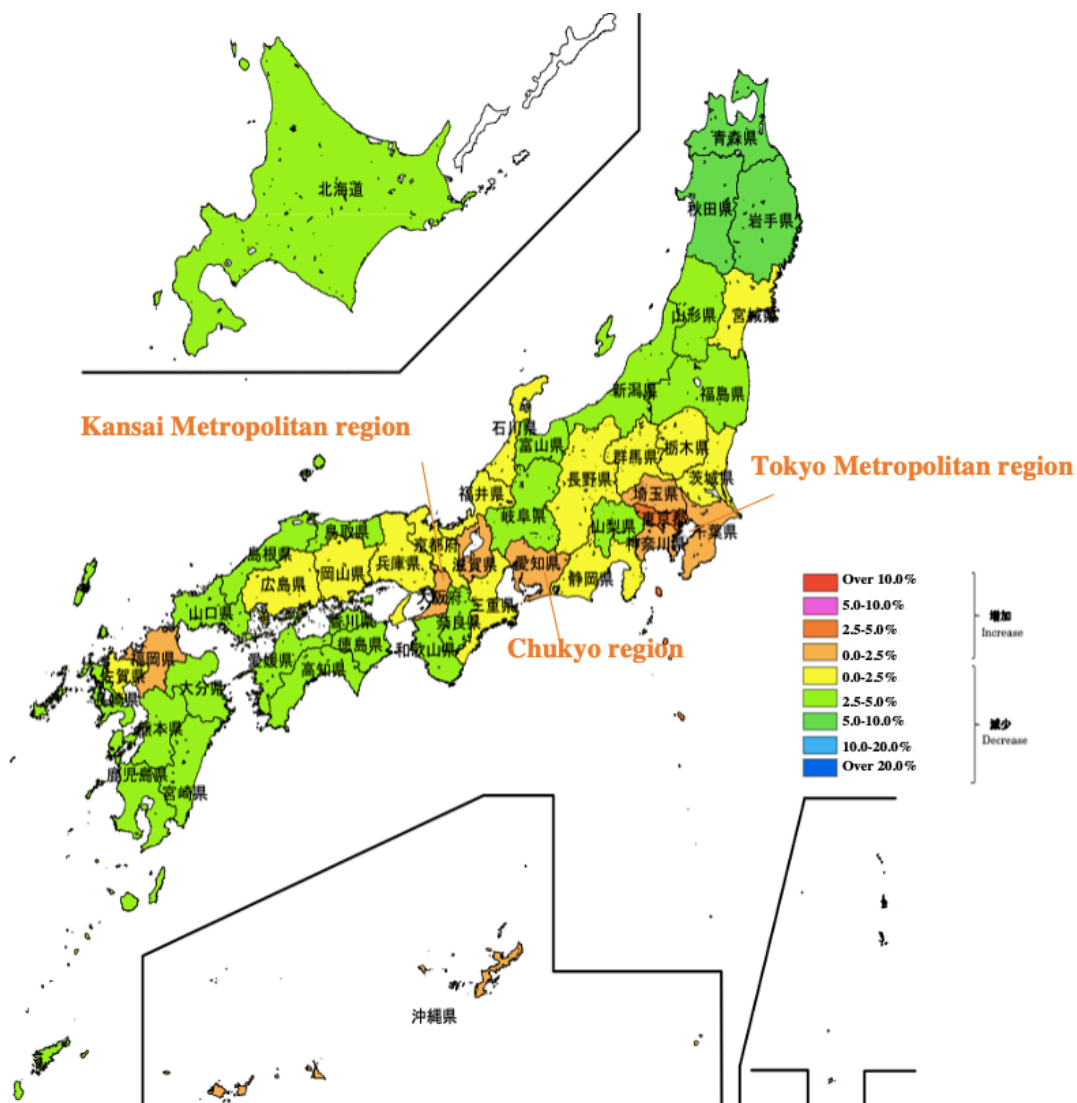 北海道
青森県
秋田県
岩手県
山形県
宮城県
新潟県
福島県
Kansai Metropolitan region
石川県
富山県
群馬県
栃木県
Tokyo Metropolitan region
茨城県
長野県
埼玉県
福井県
岐阜県
山梨県
東京都
千葉県
神奈川県
鳥取県
島根県
京都府
兵庫県
滋賀県
愛知県
静岡県
岡山県
広島県
大阪府
三重県
山口県
奈良県
香川県
徳島県
和歌山県
Chukyo region
愛媛県
高知県
福岡県
佐賀県
大分県
長崎県
熊本県
鹿児島県
宮崎県
沖縄県
Over 10.0%
5.0-10.0%
2.5-5.0%
0.0-2.5%
増加
Increase
0.0-2.5%
2.5-5.0%
5.0-10.0%
10.0-20.0%
Over 20.0%
減少
Decrease